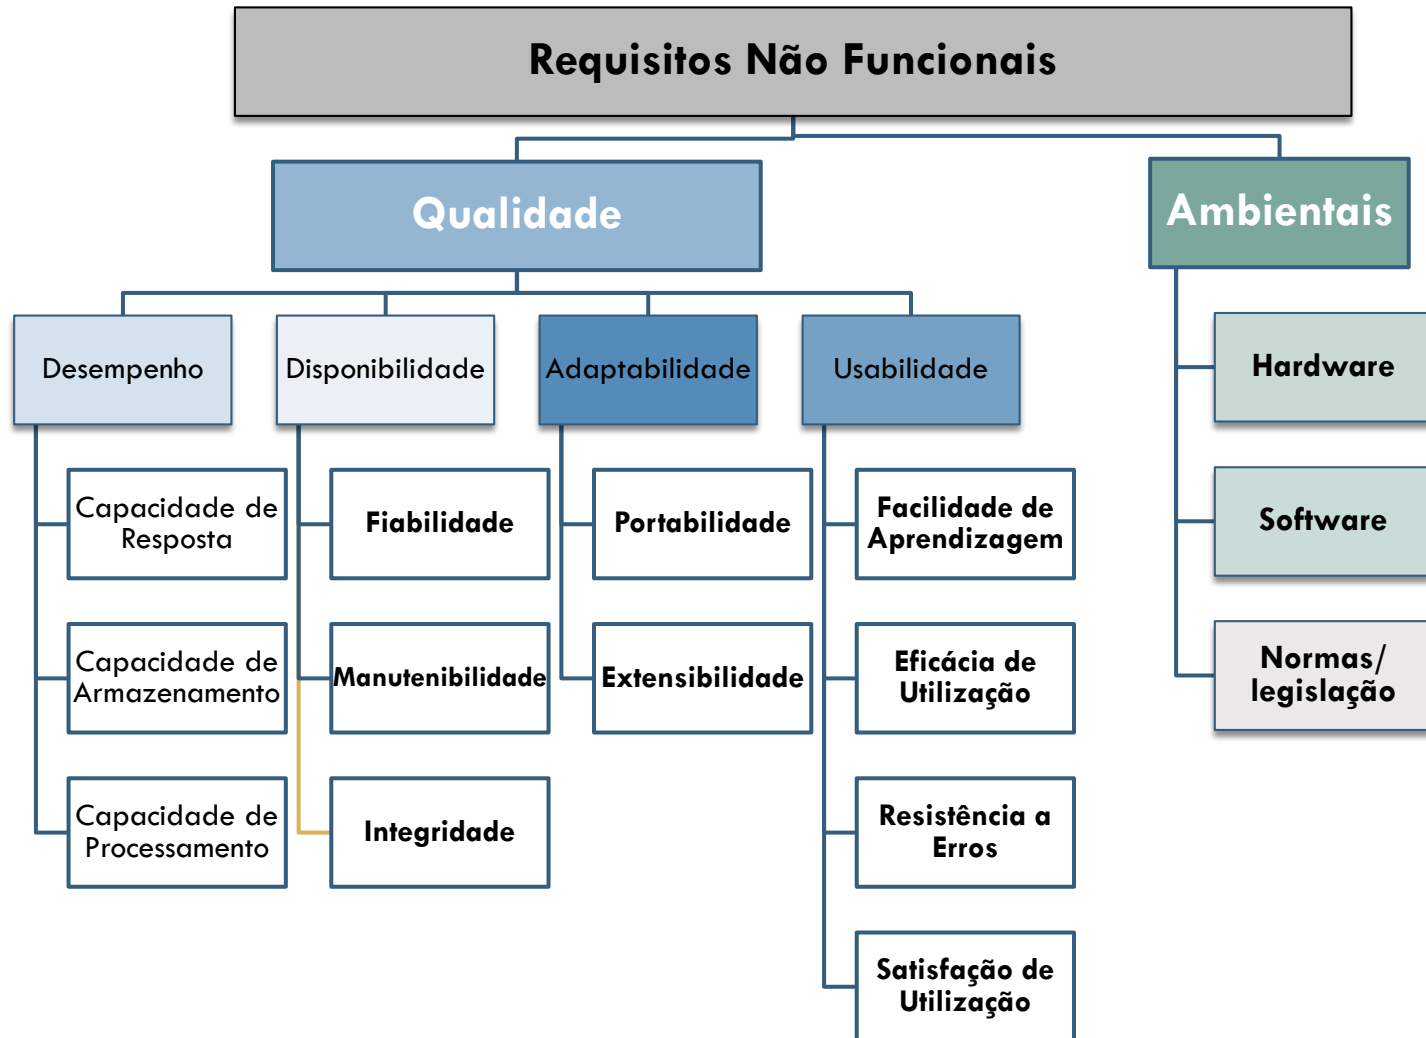 Requisitos Não Funcionais
Qualidade
Ambientais
Desempenho
Disponibilidade
Adaptabilidade
Usabilidade
Hardware
Capacidade de
Resposta
Fiabilidade
Portabilidade
Facilidade de
Aprendizagem
Software
Capacidade de
Armazenamento
Manutenibilidade
Extensibilidade
Eficácia de
Utilização
Normas/
legislação
Capacidade de
Processamento
Integridade
Resistência a
Erros
Satisfação de
Utilização